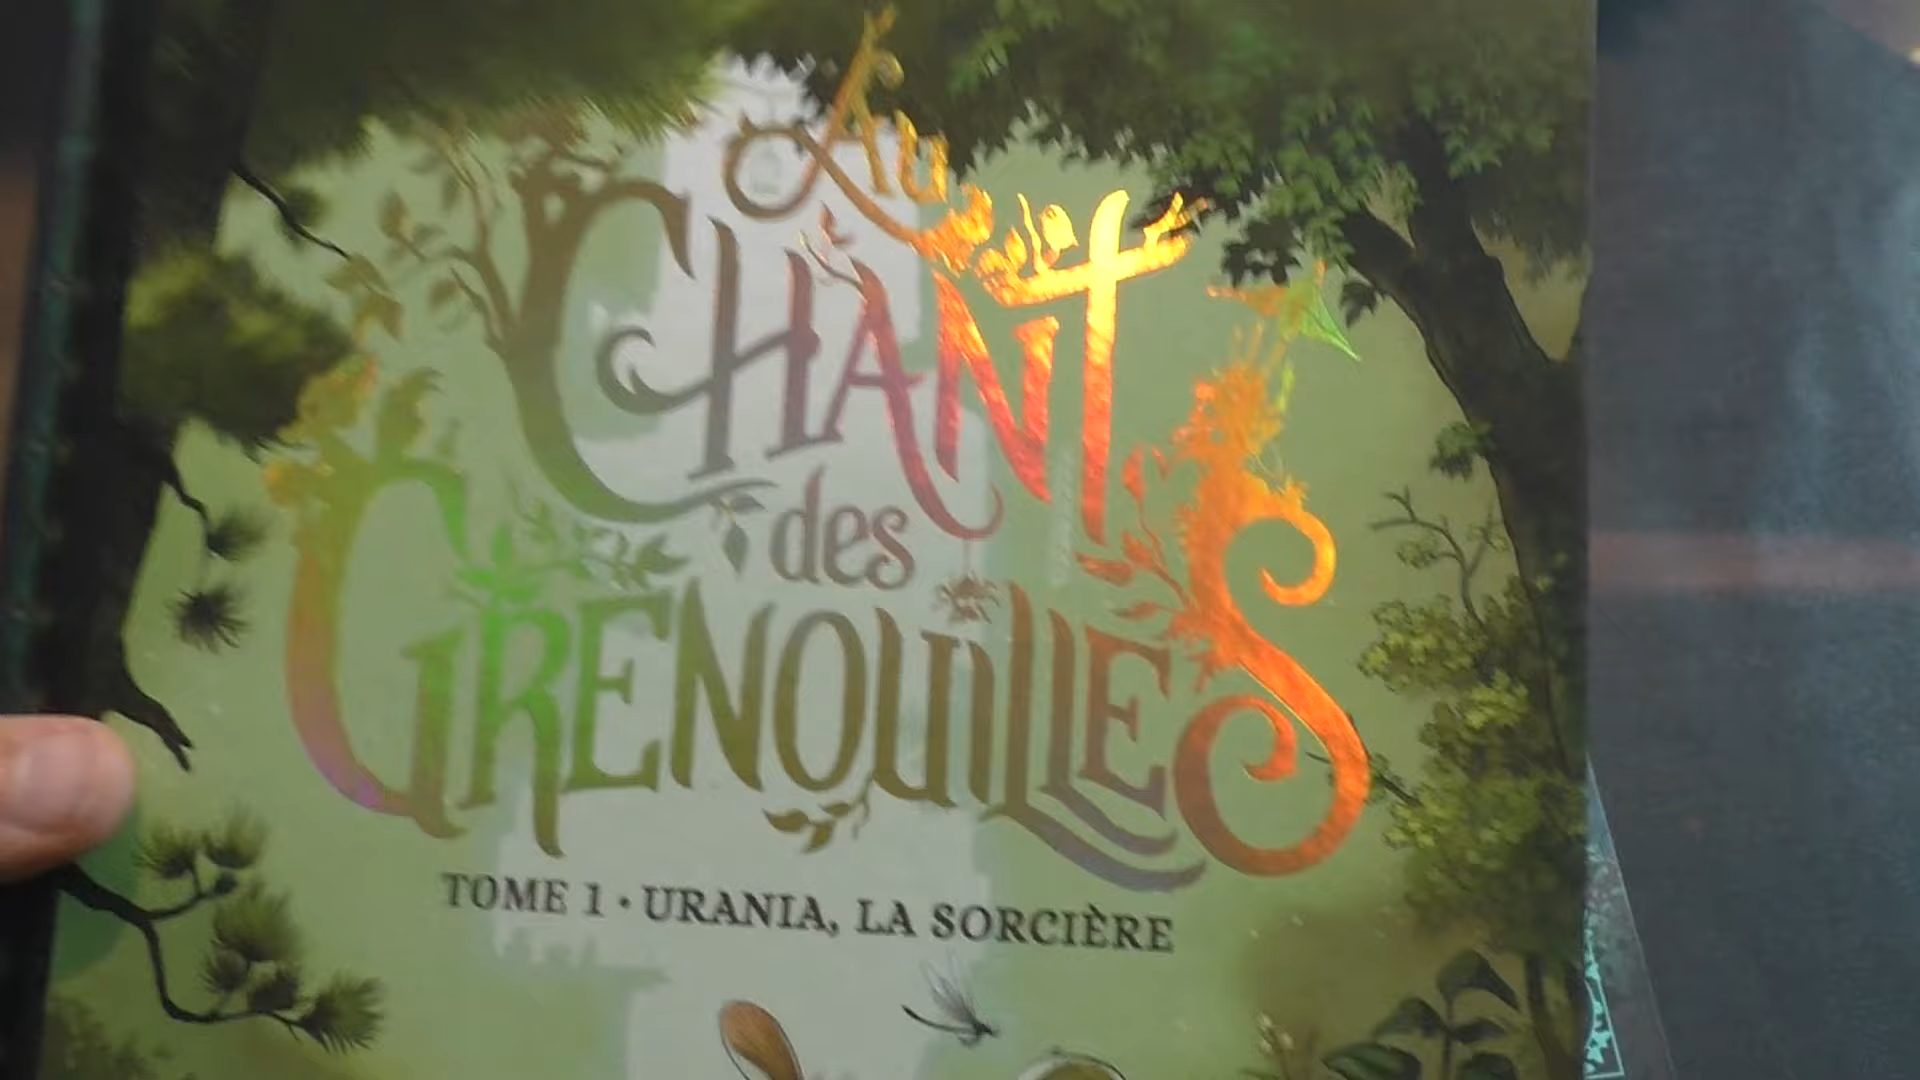 Au
CHANT
des
GRENOUILLES
TOME 1 • URANIA, LA SORCIÈRE